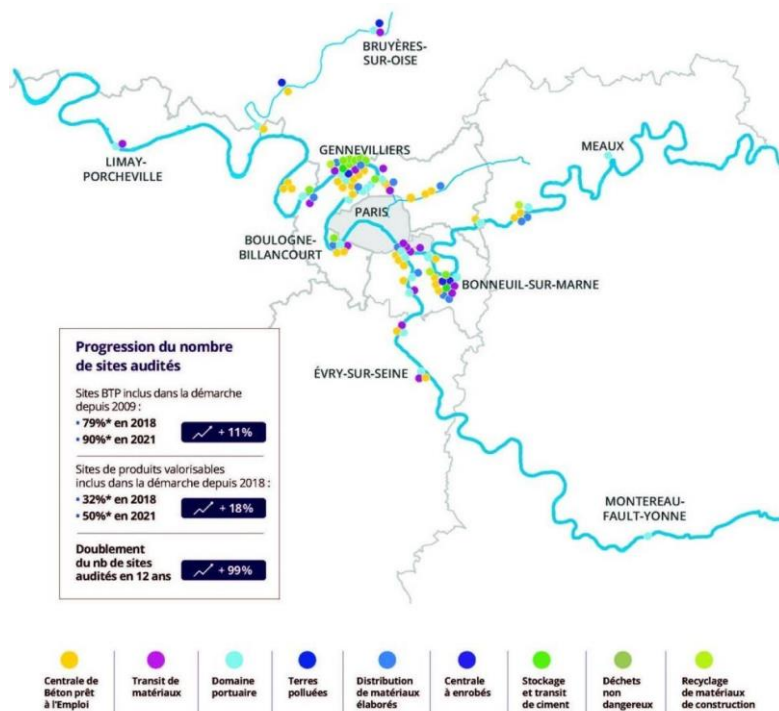 BRUYÈRES-
SUR-OISE
GENNEVILLIERS
MEAUX
LIMAY-
PORCHEVILLE
PARIS
BOULOGNE-
BILLANCOURT
BONNEUIL-SUR-MARNE
ÉVRY-SUR-SEINE
MONTEREAU-
FAULT-YONNE
Progression du nombre
de sites audités
Sites BTP inclus dans la démarche
depuis 2009 :
• 79%* en 2018
• 90%* en 2021
+ 11%
Sites de produits valorisables
inclus dans la démarche depuis 2018 :
• 32%* en 2018
• 50%* en 2021
+ 18%
Doublement
du nb de sites
audités en 12 ans
+ 99%
Centrale de
Béton prêt
à l'Emploi
Transit de
matériaux
Domaine
portuaire
Terres
polluées
Distribution
de matériaux
élaborés
Centrale
à enrobés
Stockage
et transit
de ciment
Déchets
non
dangereux
Recyclage
de matériaux
de construction